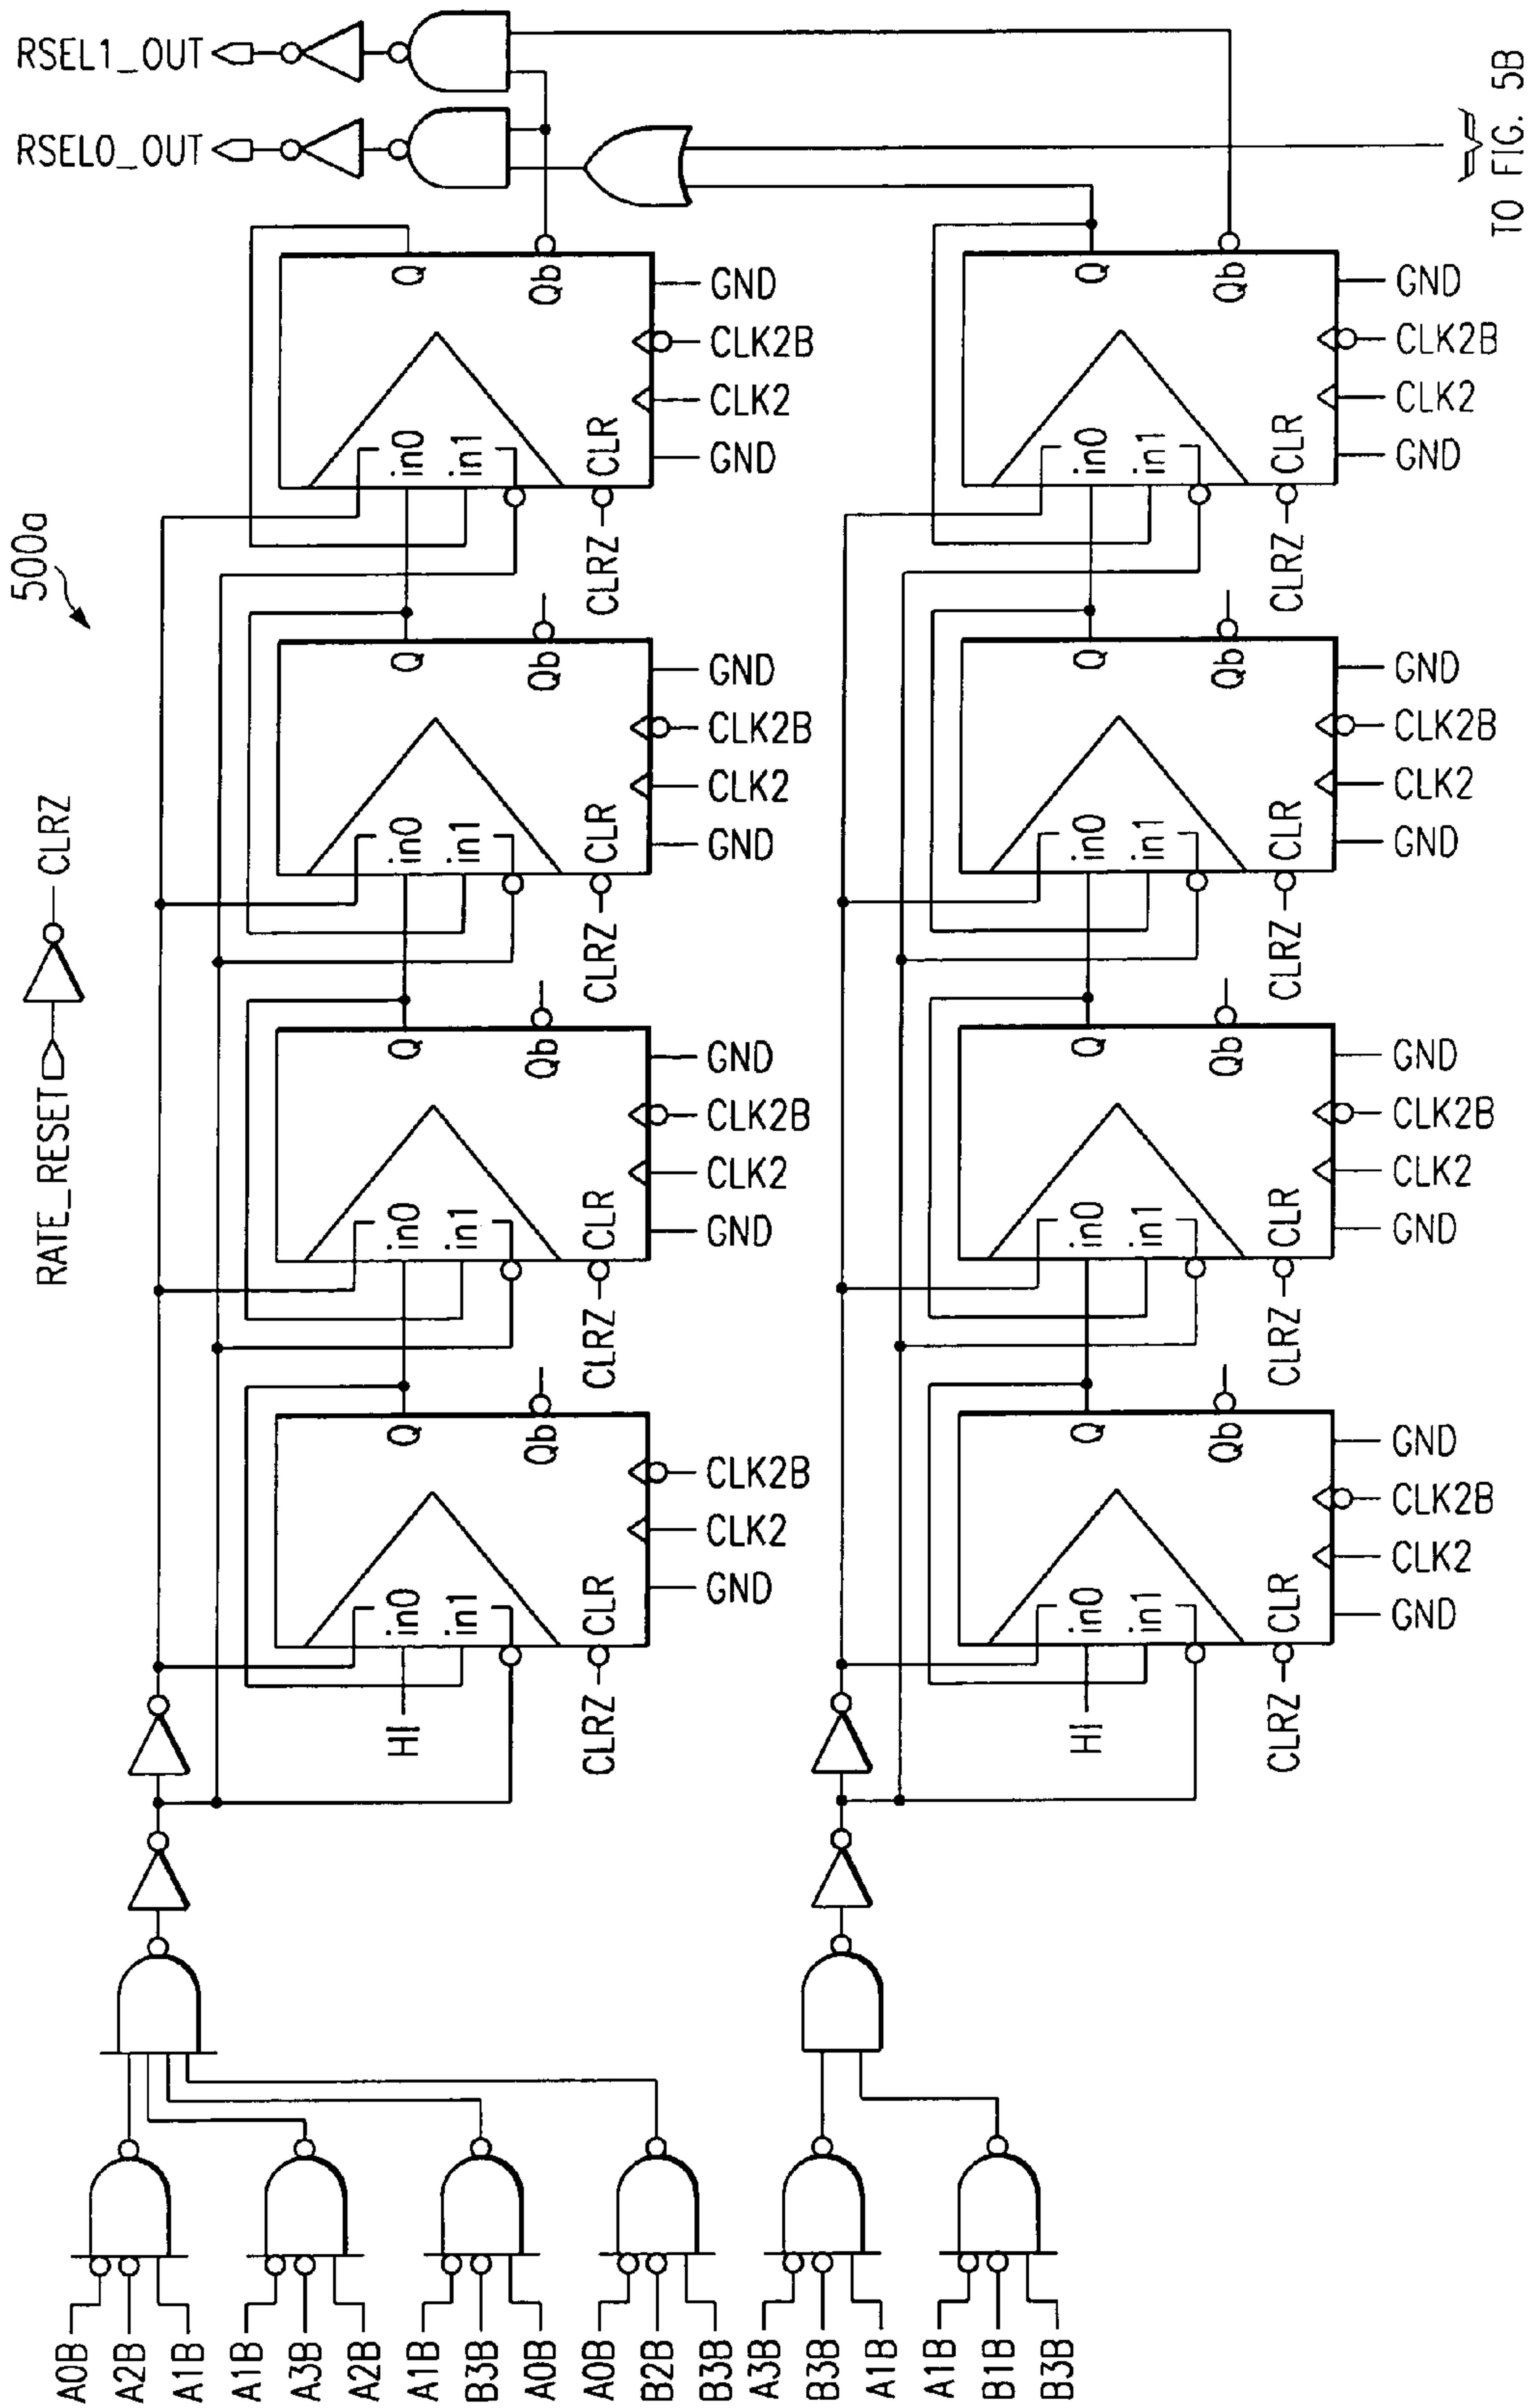 RSEL1_OUT
RSEL0_OUT
TO FIG. 5B
500a
RATE_RESET
CLRZ
Q
Qb
in0
in1
CLR
GND
CLK2B
CLK2
GND
CLRZ
Q
Qb
in0
in1
CLR
GND
CLK2B
CLK2
GND
CLRZ
Q
Qb
in0
in1
CLR
GND
CLK2B
CLK2
GND
CLRZ
Q
Qb
in0
in1
CLR
CLK2B
CLK2
GND
HI
CLRZ
Q
Qb
in0
in1
CLR
GND
CLK2B
CLK2
GND
CLRZ
Q
Qb
in0
in1
CLR
GND
CLK2B
CLK2
GND
CLRZ
Q
Qb
in0
in1
CLR
GND
CLK2B
CLK2
GND
CLRZ
Q
Qb
in0
in1
CLR
GND
CLK2B
CLK2
GND
HI
CLRZ
A0B
A2B
A1B
A1B
A3B
A2B
A1B
B3B
A0B
A0B
B2B
B3B
A3B
B3B
A1B
A1B
B1B
B3B